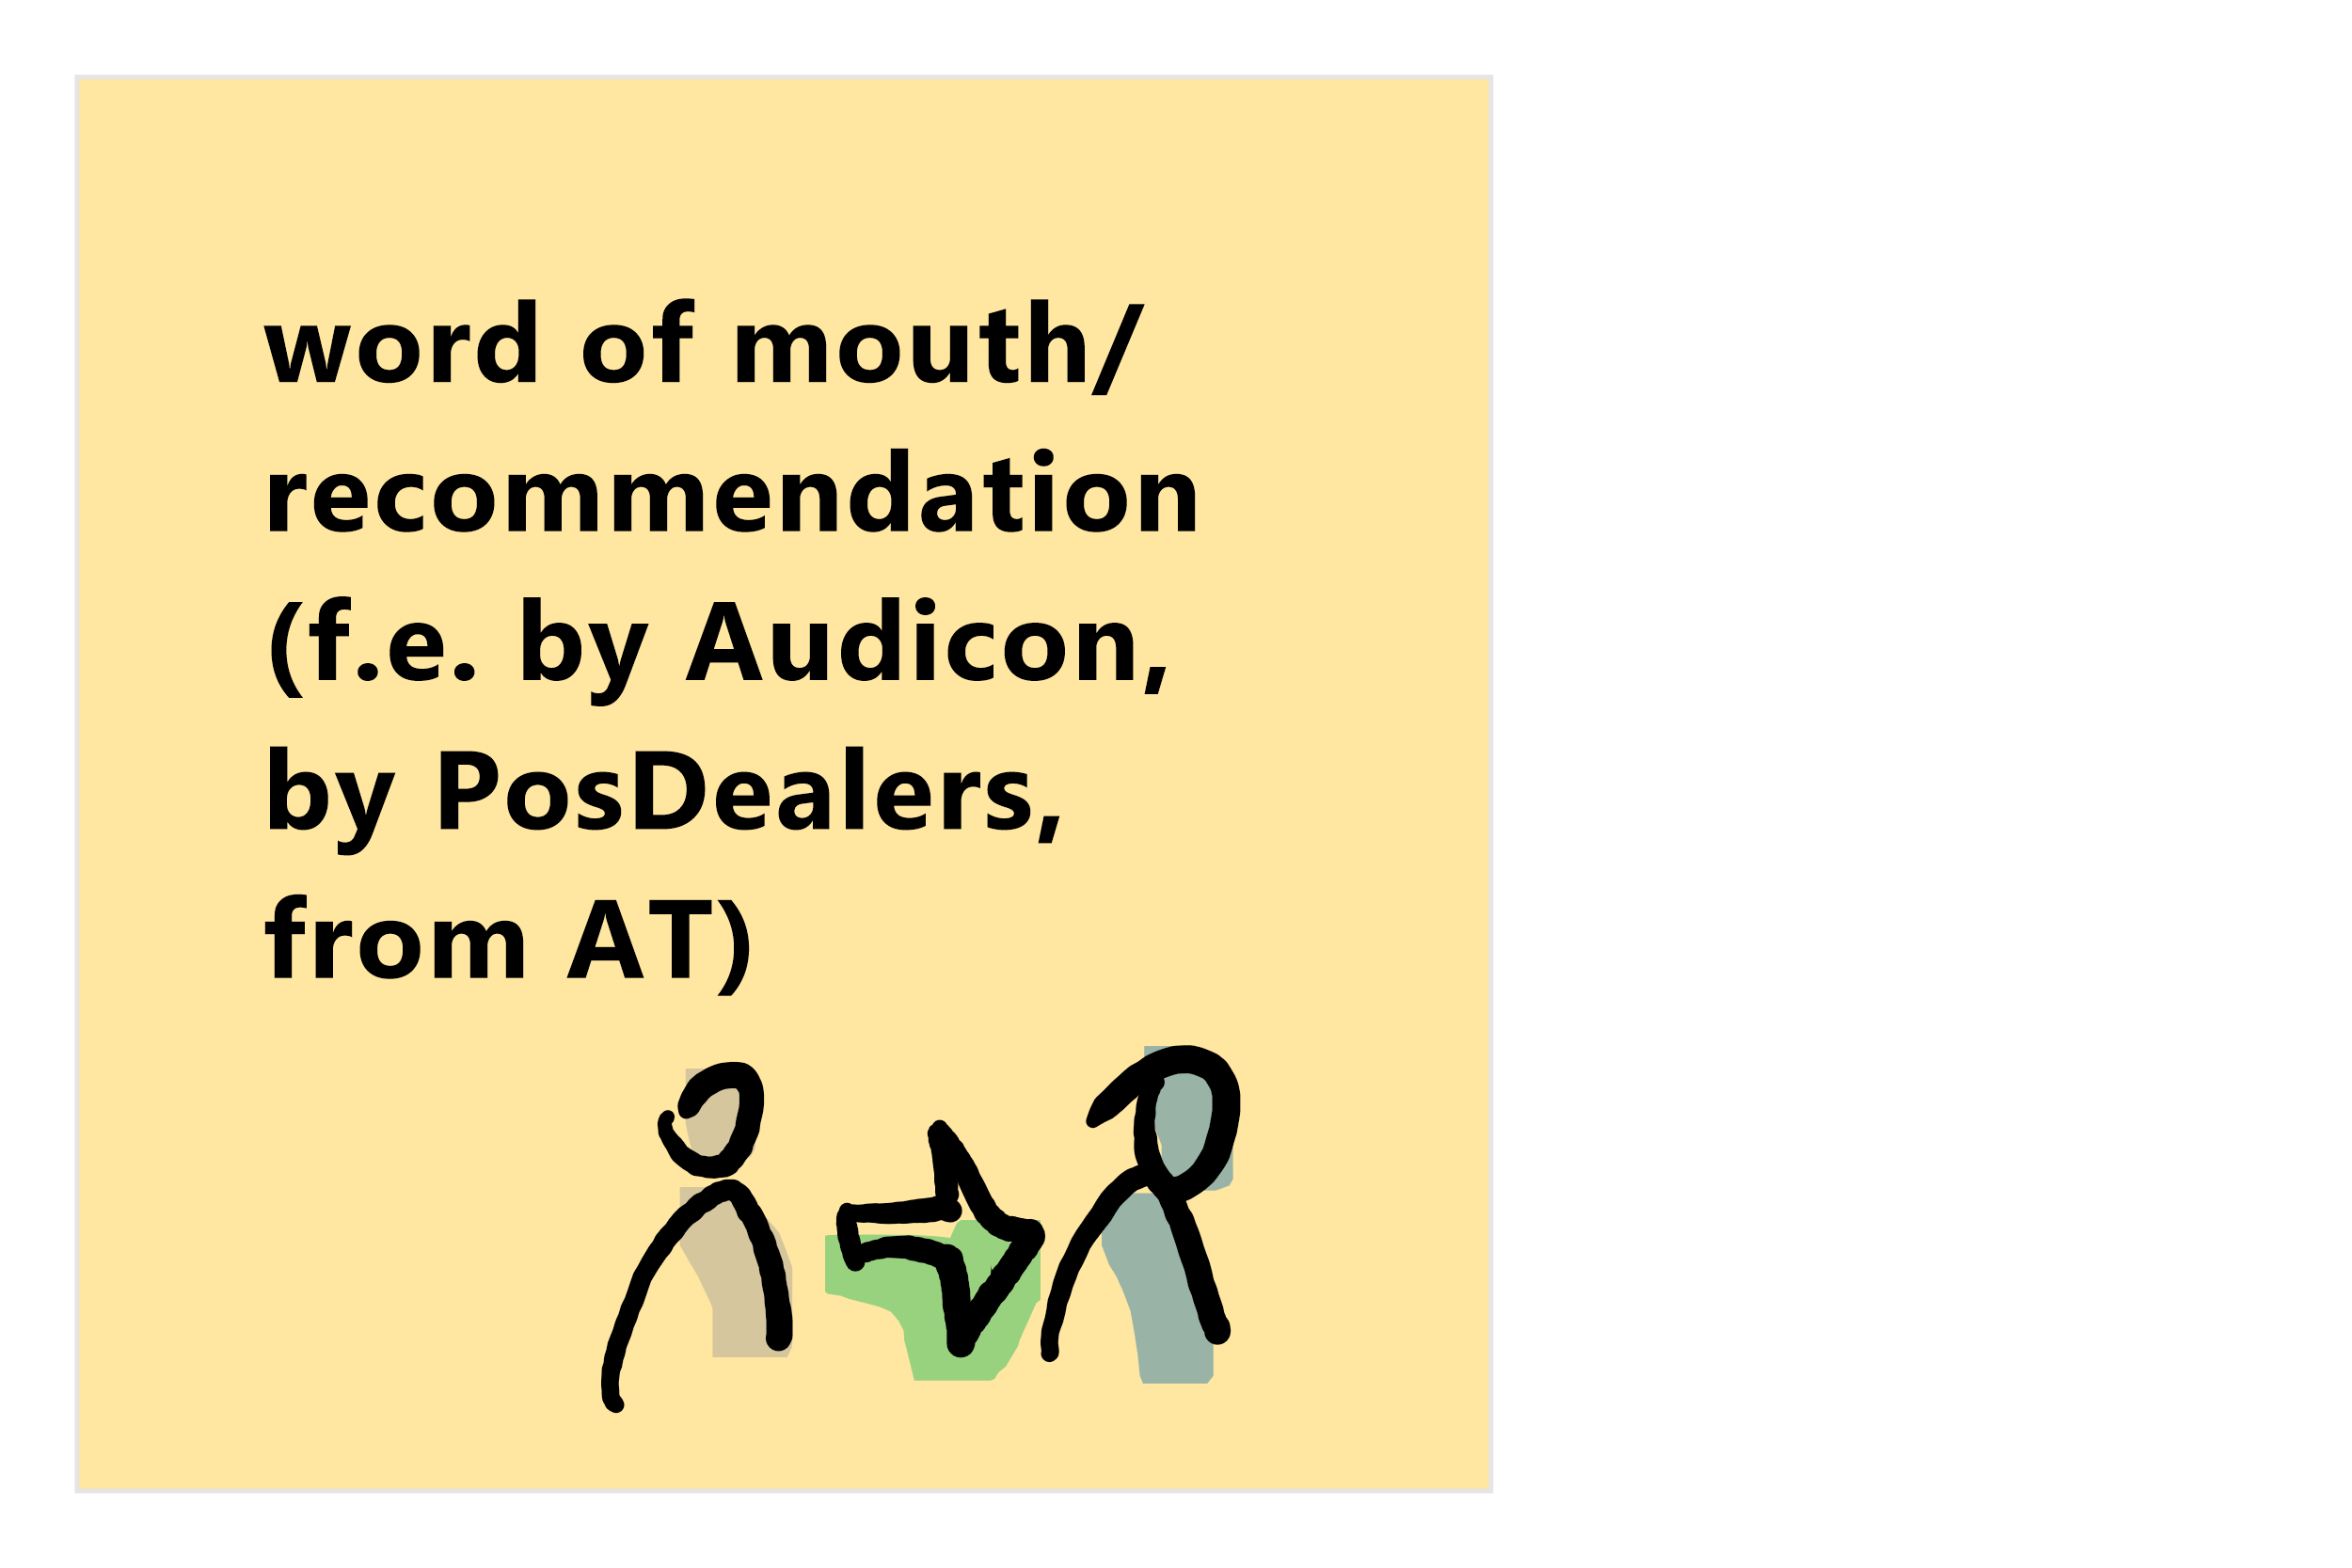 word of mouth/
recommendation
(f.e. by Audicon,
by PosDealers,
from AT)